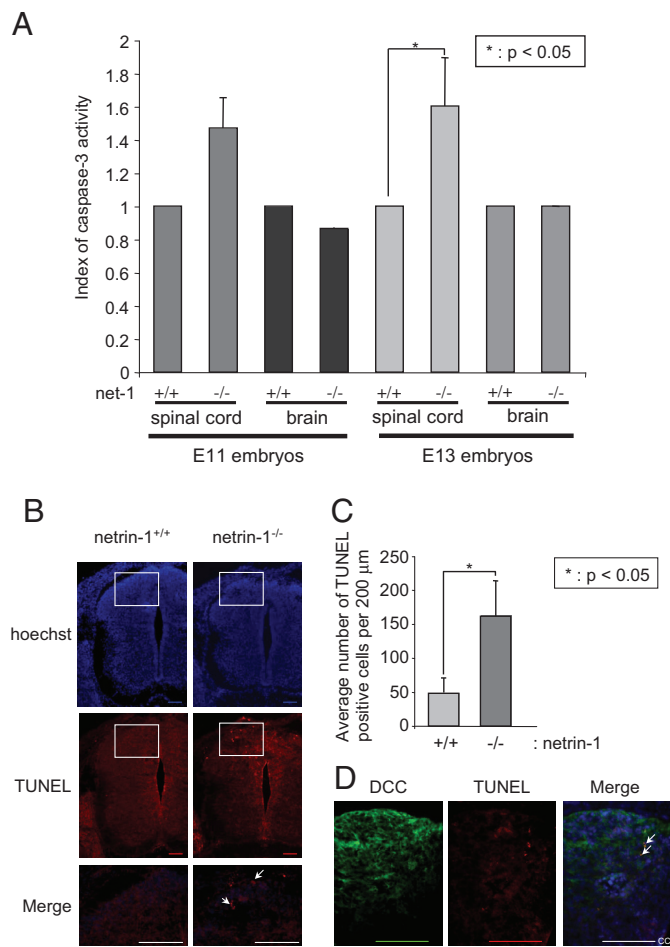 A
Index of caspase-3 activity
2
1.8
1.6
1.4
1.2
1
0.8
0.6
0.4
0.2
0
*
* : p < 0.05
net-1 +/+ -/- +/+ -/- +/+ -/- +/+ -/-
spinal cord brain spinal cord brain
E11 embryos E13 embryos
B
netrin-1+/+ netrin-1-/-
hoechst
TUNEL
Merge
C
Average number of TUNEL
positive cells per 200 µm
250
200
150
100
50
0
*
* : p < 0.05
+/+ -/- : netrin-1
D
DCC TUNEL Merge
cc